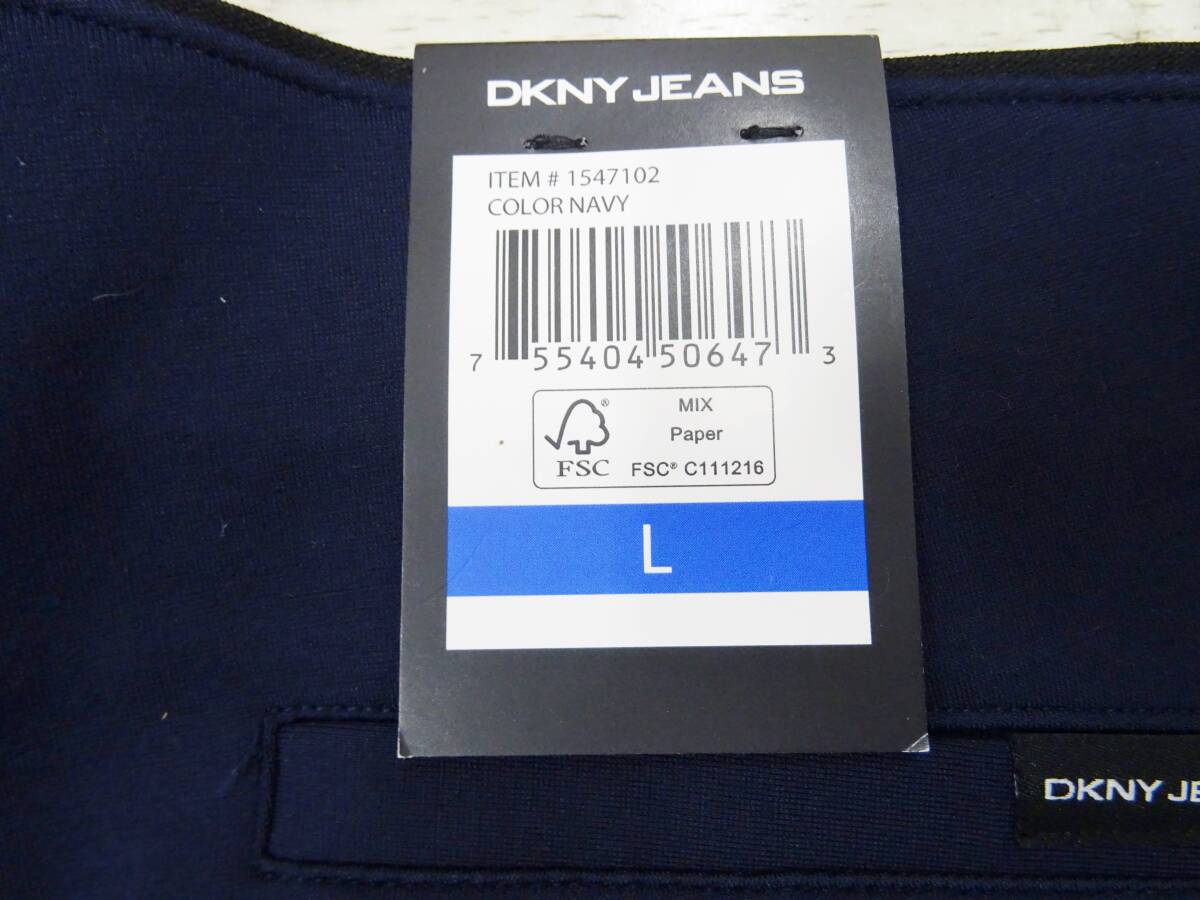 DKNY JEANS
ITEM # 1547102
COLOR NAVY
7 55404 50647 3
FSC®
MIX
Paper
FSC® C111216
L
DKNY JE